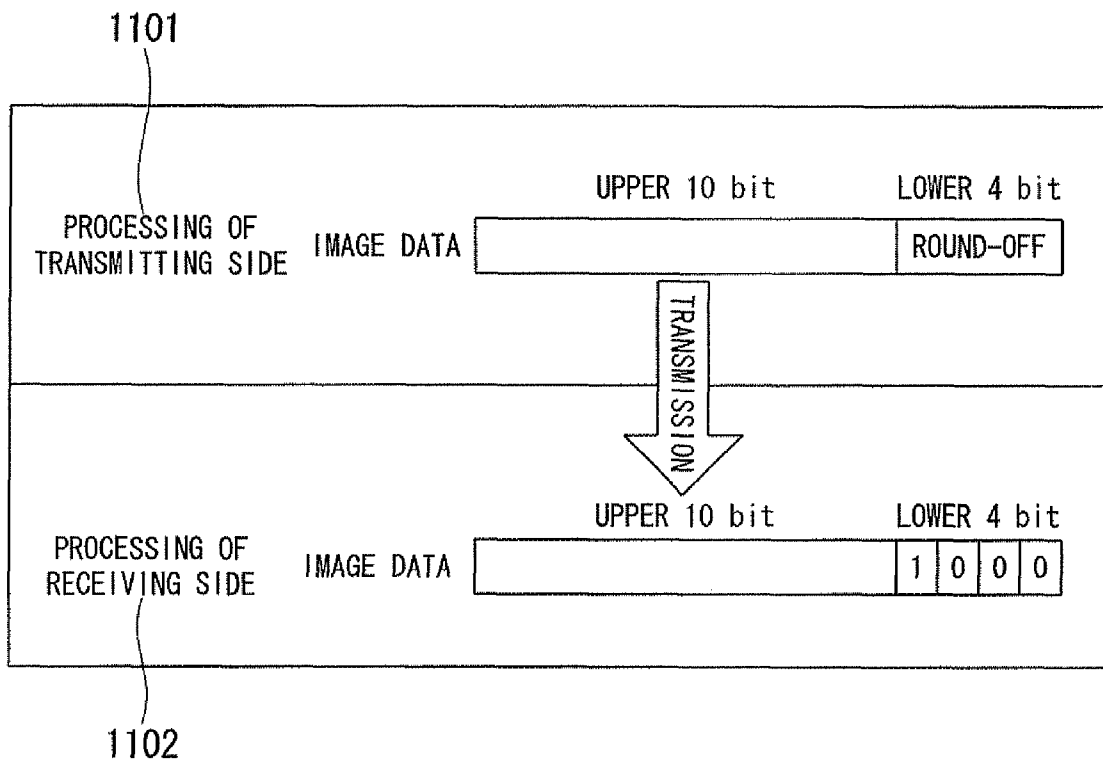 1101
UPPER 10 bit LOWER 4 bit
PROCESSING OF
TRANSMITTING SIDE
IMAGE DATA
ROUND-OFF
TRANSMISSION
UPPER 10 bit LOWER 4 bit
PROCESSING OF
RECEIVING SIDE
IMAGE DATA
1 0 0 0
1102